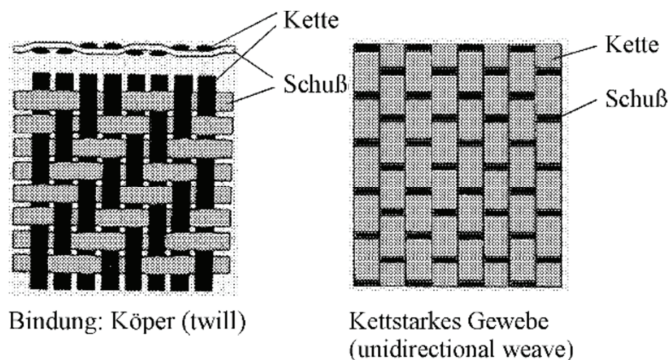 Kette
Schuß
Bindung: Köper (twill)
Kette
Schuß
Kettstarkes Gewebe
(unidirectional weave)